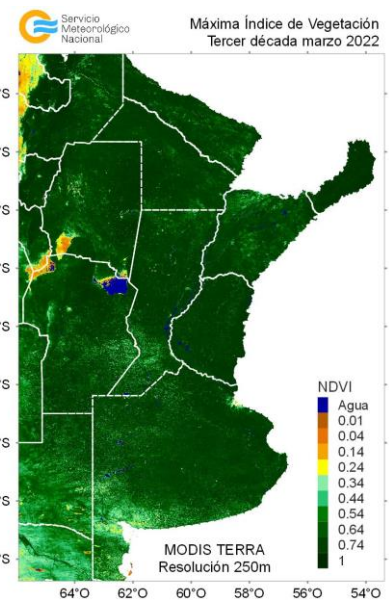 Servicio
Meteorológico
Nacional
Máxima Índice de Vegetación
Tercer década marzo 2022
°S
°S
°S
°S
°S
°S
°S
°S
°S
NDVI
Agua
0.01
0.04
0.14
0.24
0.34
0.44
0.54
0.64
0.74
1
MODIS TERRA
Resolución 250m
64°O
62°O
60°O
58°O
56°O
54°O